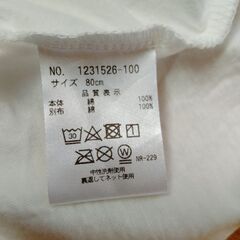 NO. 1231526-100
サイズ 80cm
品質表示
本体 綿 100%
別布 綿 100%
30
W
NR-229
中性洗剤使用
裏返してネット使用